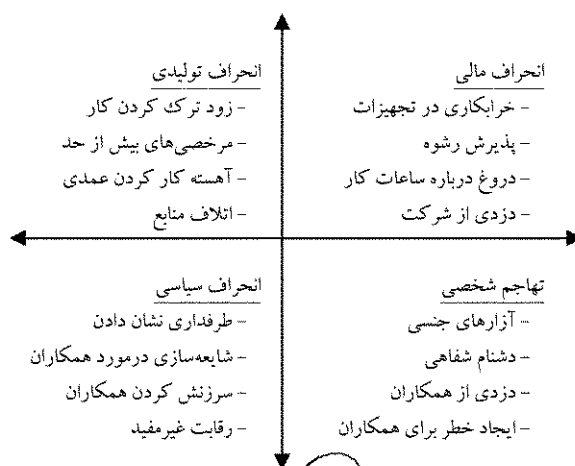 انحراف مالی
- خرابکاری در تجهیزات
- پذیرش رشوه
- دروغ درباره ساعات کار
- دزدی از شرکت
انحراف تولیدی
- زود ترک کردن کار
- مرخصی‌های بیش از حد
- آهسته کار کردن عمدی
- اتلاف منابع
تهاجم شخصی
- آزارهای جنسی
- دشنام شفاهی
- دزدی از همکاران
- ایجاد خطر برای همکاران
انحراف سیاسی
- طرفداری نشان دادن
- شایعه‌سازی درمورد همکاران
- سرزنش کردن همکاران
- رقابت غیرمفید